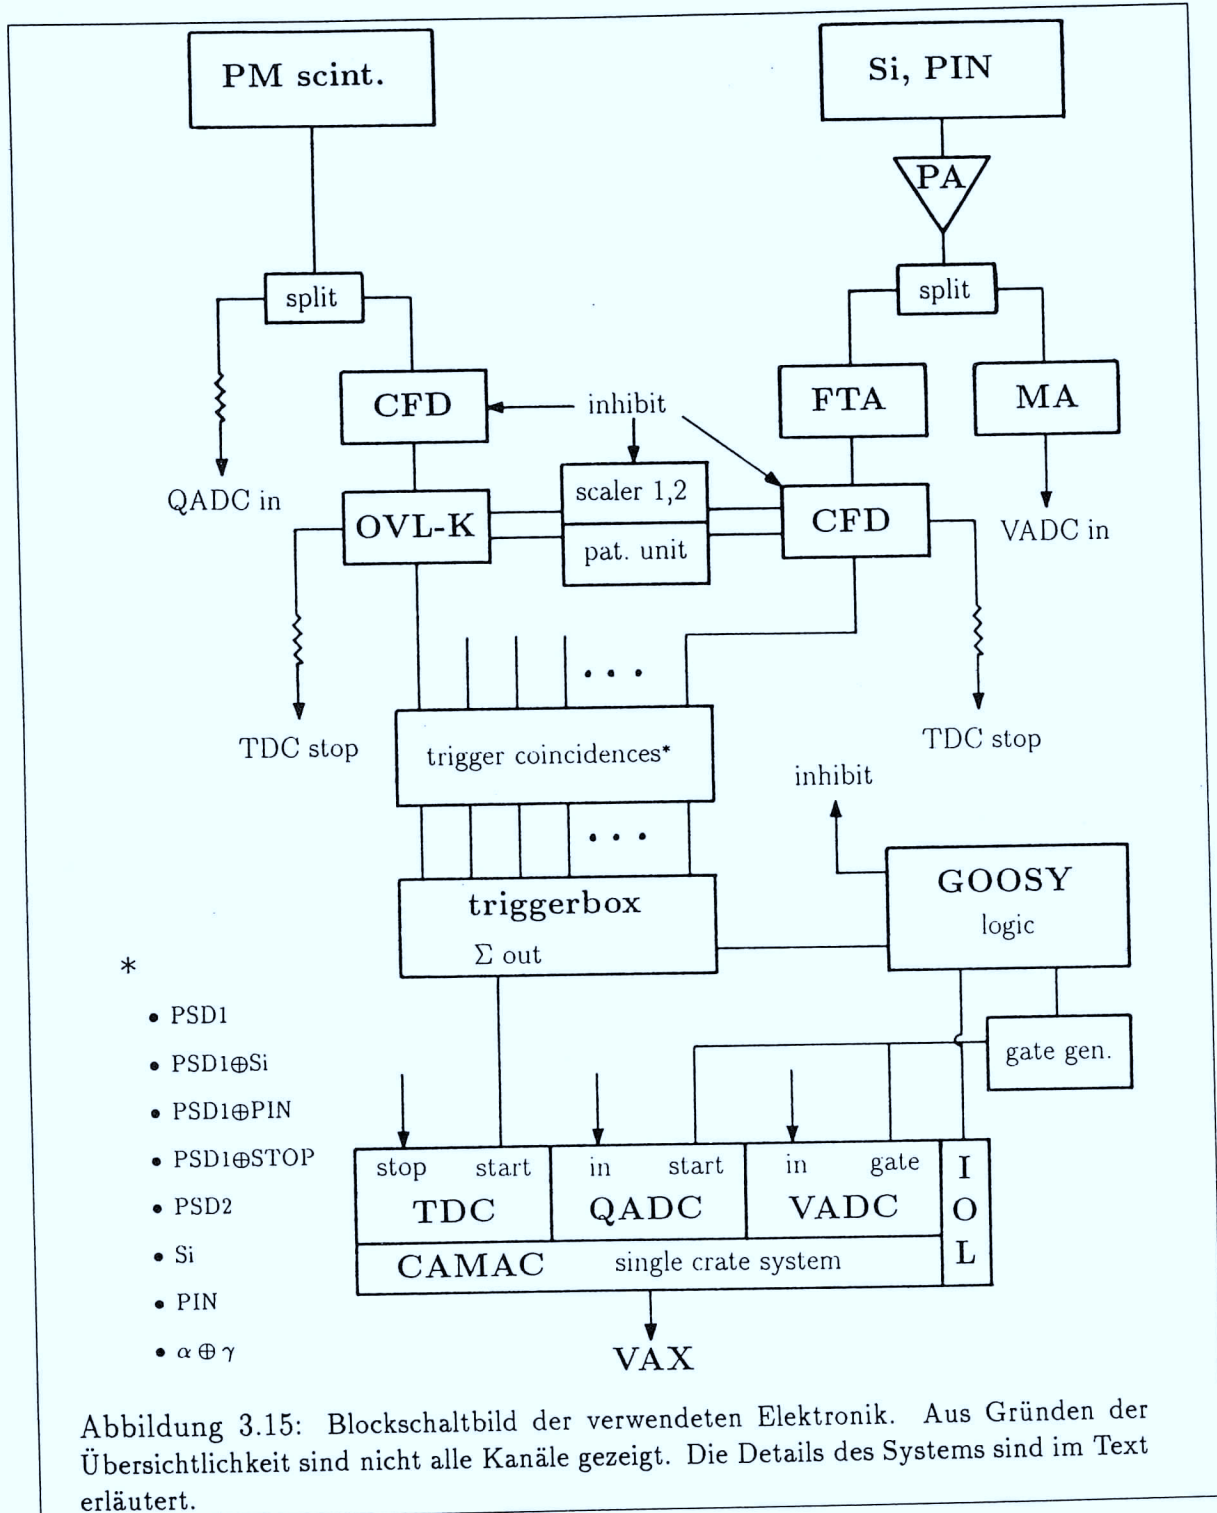 PM scint.
Si, PIN
PA
split
split
CFD
inhibit
FTA
MA
QADC in
OVL-K
scaler 1,2
pat. unit
CFD
VADC in
TDC stop
trigger coincidences*
TDC stop
inhibit
triggerbox
Σ out
GOOSY
logic
gate gen.
*
• PSD1
• PSD1⊕Si
• PSD1⊕PIN
• PSD1⊕STOP
• PSD2
• Si
• PIN
• α ⊕ γ
stop start
TDC
in start
QADC
in gate
VADC
I
O
L
CAMAC single crate system
VAX
Abbildung 3.15: Blockschaltbild der verwendeten Elektronik. Aus Gründen der
Übersichtlichkeit sind nicht alle Kanäle gezeigt. Die Details des Systems sind im Text
erläutert.